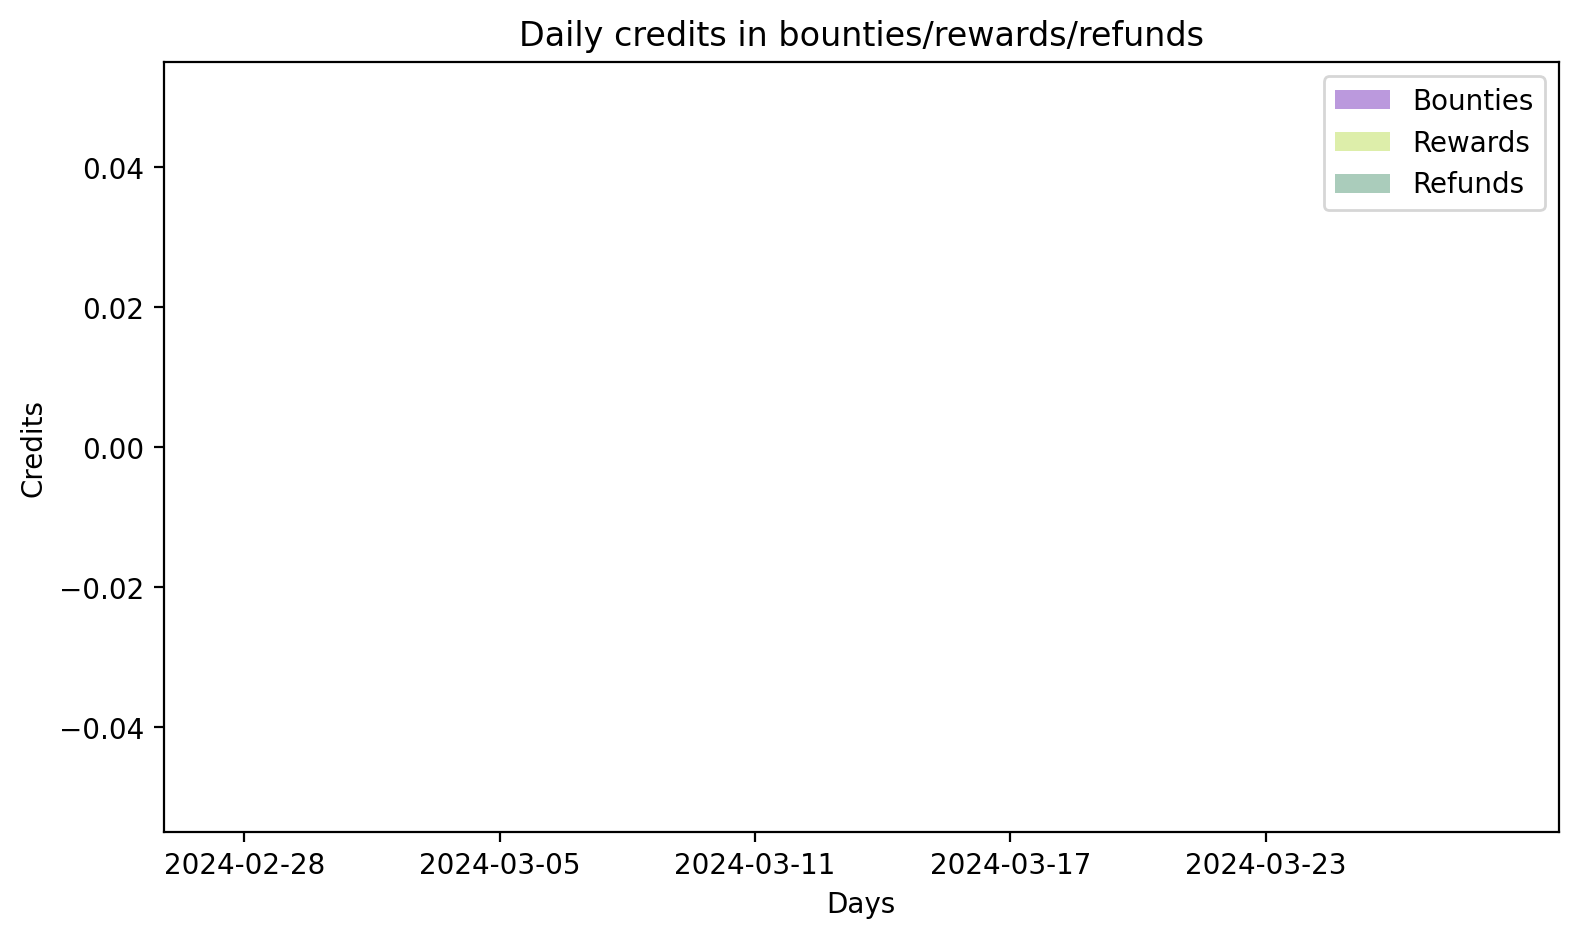 Daily credits in bounties/rewards/refunds
Bounties
Rewards
Refunds
0.04
0.02
0.00
−0.02
−0.04
Credits
2024-02-28 2024-03-05 2024-03-11 2024-03-17 2024-03-23
Days